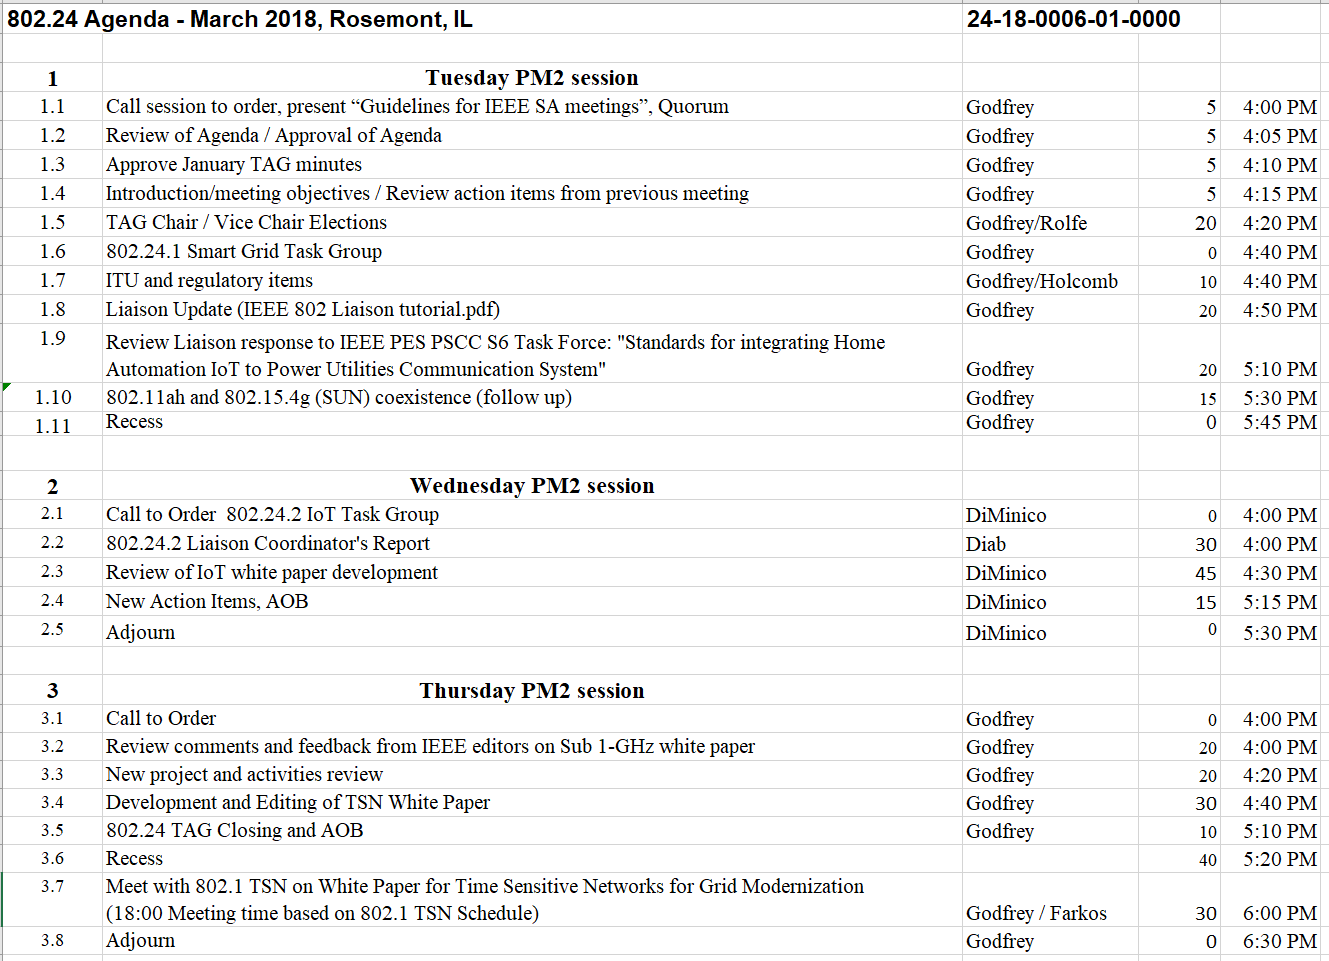 802.24 Agenda - March 2018, Rosemont, IL 24-18-0006-01-0000
1 Tuesday PM2 session
1.1 Call session to order, present “Guidelines for IEEE SA meetings”, Quorum Godfrey 5 4:00 PM
1.2 Review of Agenda / Approval of Agenda Godfrey 5 4:05 PM
1.3 Approve January TAG minutes Godfrey 5 4:10 PM
1.4 Introduction/meeting objectives / Review action items from previous meeting Godfrey 5 4:15 PM
1.5 TAG Chair / Vice Chair Elections Godfrey/Rolfe 20 4:20 PM
1.6 802.24.1 Smart Grid Task Group Godfrey 0 4:40 PM
1.7 ITU and regulatory items Godfrey/Holcomb 10 4:40 PM
1.8 Liaison Update (IEEE 802 Liaison tutorial.pdf) Godfrey 20 4:50 PM
1.9 Review Liaison response to IEEE PES PSCC S6 Task Force: "Standards for integrating Home
Automation IoT to Power Utilities Communication System" Godfrey 20 5:10 PM
1.10 802.11ah and 802.15.4g (SUN) coexistence (follow up) Godfrey 15 5:30 PM
1.11 Recess Godfrey 0 5:45 PM
2 Wednesday PM2 session
2.1 Call to Order 802.24.2 IoT Task Group DiMinico 0 4:00 PM
2.2 802.24.2 Liaison Coordinator's Report Diab 30 4:00 PM
2.3 Review of IoT white paper development DiMinico 45 4:30 PM
2.4 New Action Items, AOB DiMinico 15 5:15 PM
2.5 Adjourn DiMinico 0 5:30 PM
3 Thursday PM2 session
3.1 Call to Order Godfrey 0 4:00 PM
3.2 Review comments and feedback from IEEE editors on Sub 1-GHz white paper Godfrey 20 4:00 PM
3.3 New project and activities review Godfrey 20 4:20 PM
3.4 Development and Editing of TSN White Paper Godfrey 30 4:40 PM
3.5 802.24 TAG Closing and AOB Godfrey 10 5:10 PM
3.6 Recess 40 5:20 PM
3.7 Meet with 802.1 TSN on White Paper for Time Sensitive Networks for Grid Modernization
(18:00 Meeting time based on 802.1 TSN Schedule) Godfrey / Farkos 30 6:00 PM
3.8 Adjourn Godfrey 0 6:30 PM